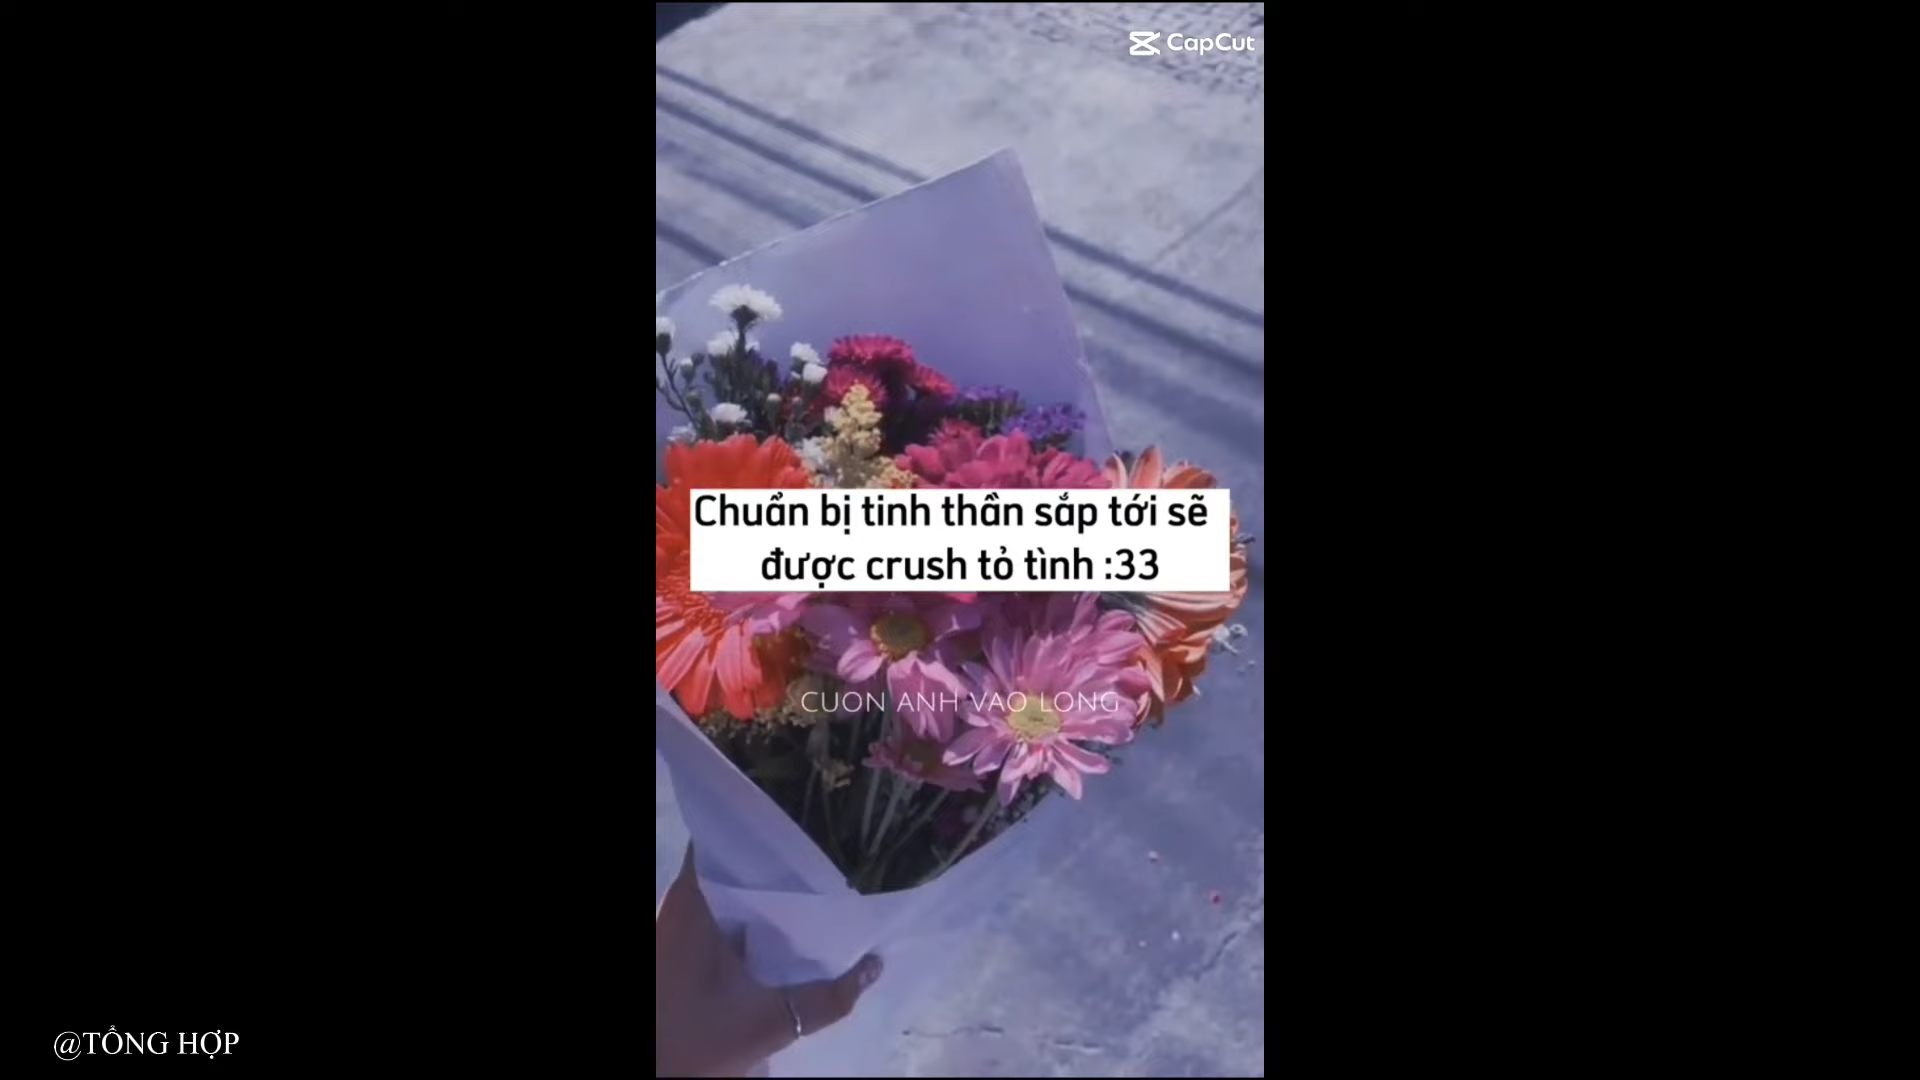 CapCut
Chuẩn bị tinh thần sắp tới sẽ
được crush tỏ tình :33
CUON ANH VAO LONG
@TỔNG HỢP